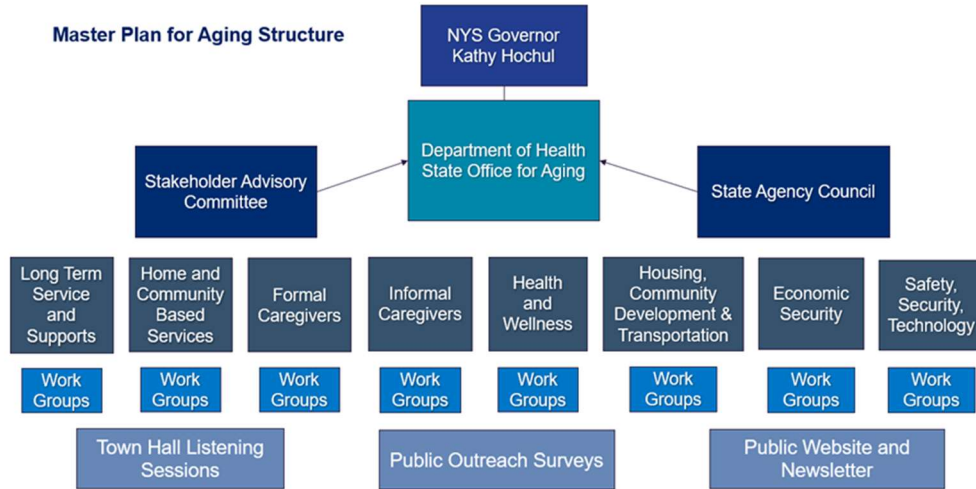 Master Plan for Aging Structure
NYS Governor
Kathy Hochul
Department of Health
State Office for Aging
Stakeholder Advisory
Committee
State Agency Council
Long Term
Service
and
Supports
Home and
Community
Based
Services
Formal
Caregivers
Informal
Caregivers
Health
and
Wellness
Housing,
Community
Development &
Transportation
Economic
Security
Safety,
Security,
Technology
Work
Groups
Work
Groups
Work
Groups
Work
Groups
Work
Groups
Work
Groups
Work
Groups
Work
Groups
Town Hall Listening
Sessions
Public Outreach Surveys
Public Website and
Newsletter